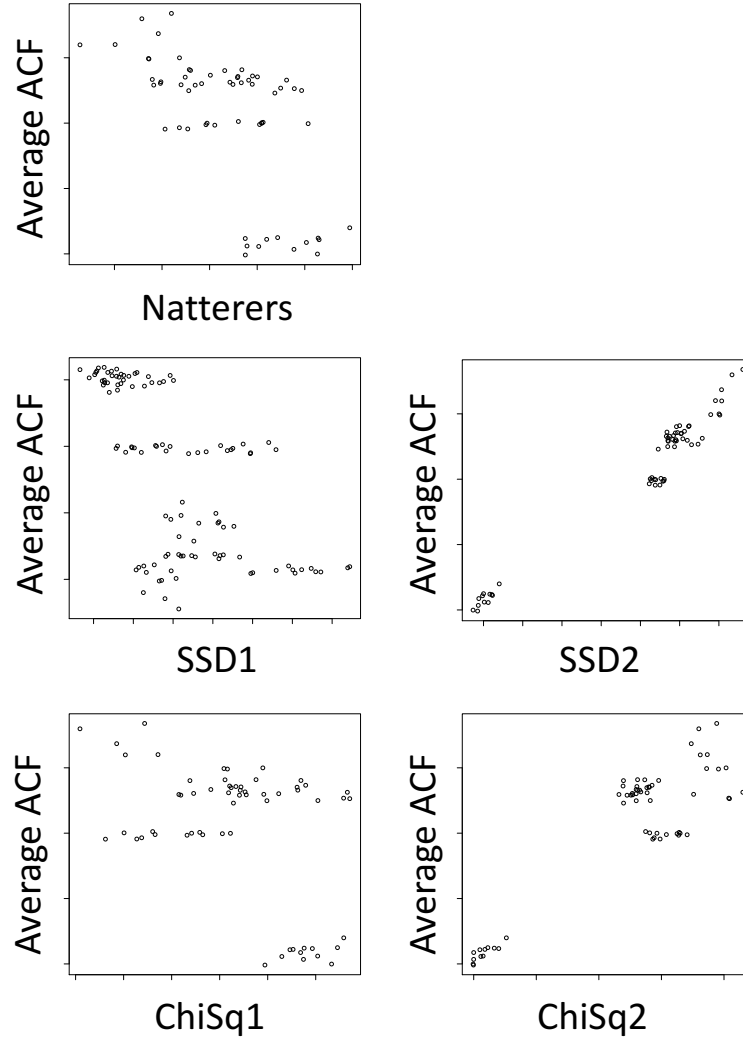 Average ACF
Natterers
Average ACF
SSD1
Average ACF
SSD2
Average ACF
ChiSq1
Average ACF
ChiSq2